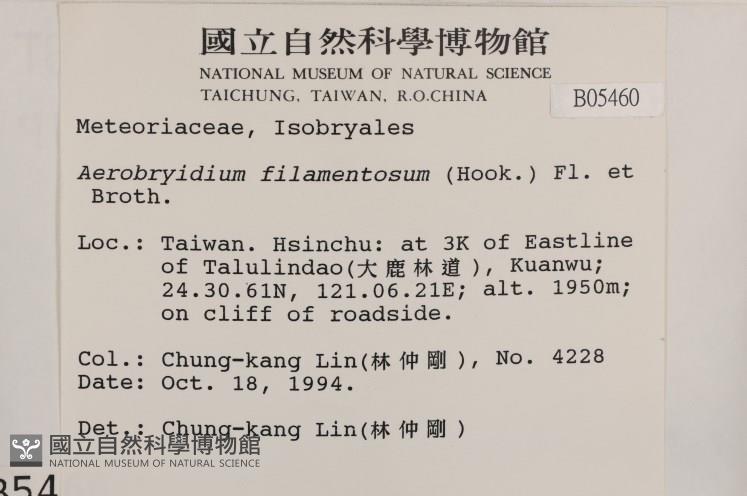 國立自然科學博物館
NATIONAL MUSEUM OF NATURAL SCIENCE
TAICHUNG, TAIWAN, R.O.CHINA
B05460
Meteoriaceae, Isobryales
Aerobryidium filamentosum (Hook.) Fl. et
Broth.
Loc.: Taiwan. Hsinchu: at 3K of Eastline
of Talulindao(大鹿林道), Kuanwu;
24.30.61N, 121.06.21E; alt. 1950m;
on cliff of roadside.
Col.: Chung-kang Lin(林仲剛), No. 4228
Date: Oct. 18, 1994.
Det.: Chung-kang Lin(林仲剛)
國立自然科學博物館
NATIONAL MUSEUM OF NATURAL SCIENCE
354